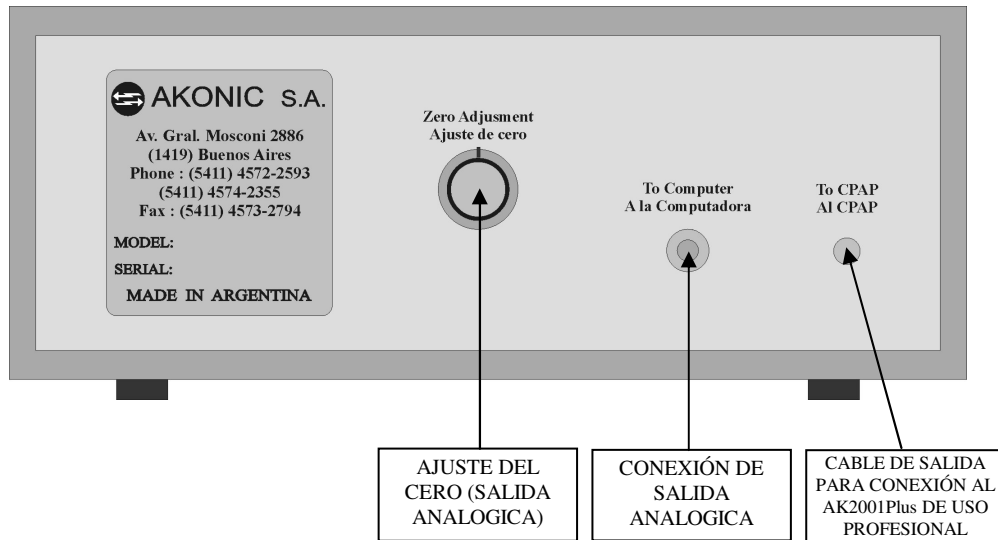 AKONIC S.A.
Av. Gral. Mosconi 2886
(1419) Buenos Aires
Phone : (5411) 4572-2593
(5411) 4574-2355
Fax : (5411) 4573-2794
MODEL:
SERIAL:
MADE IN ARGENTINA
Zero Adjusment
Ajuste de cero
To Computer
A la Computadora
To CPAP
Al CPAP
AJUSTE DEL
CERO (SALIDA
ANALOGICA)
CONEXIÓN DE
SALIDA
ANALOGICA
CABLE DE SALIDA
PARA CONEXIÓN AL
AK2001Plus DE USO
PROFESIONAL